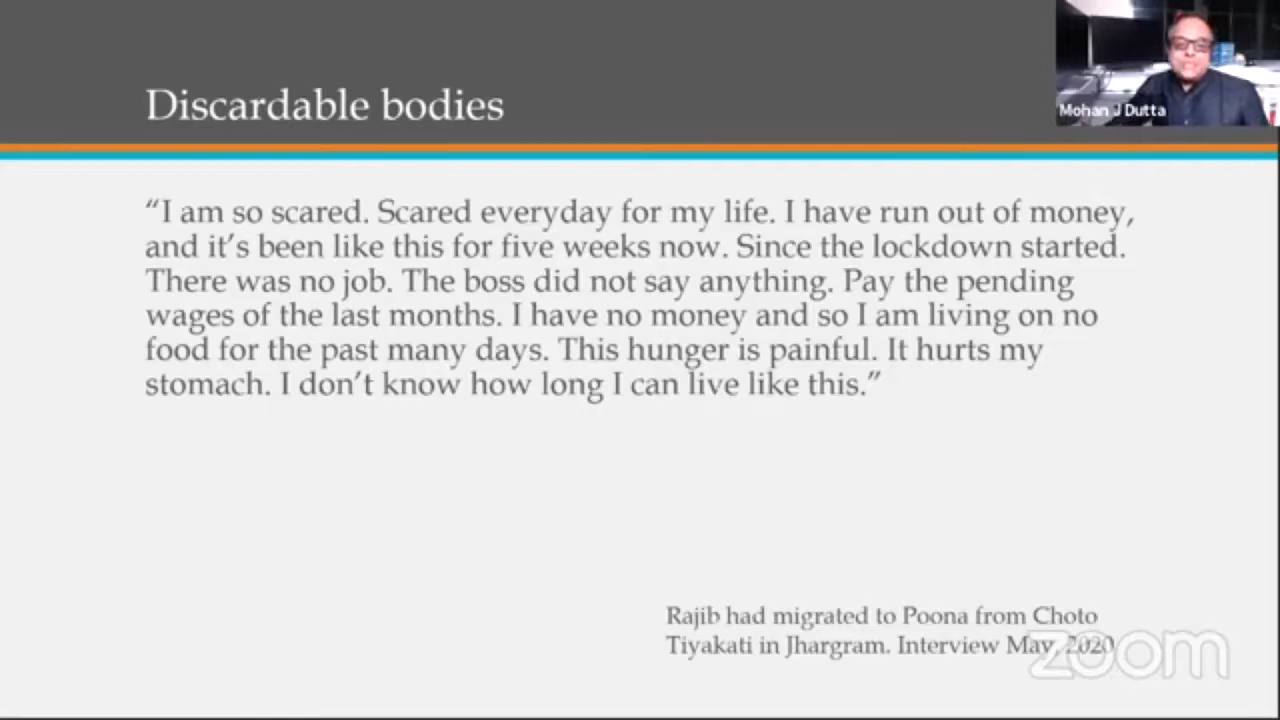 Discardable bodies
Mohan J Dutta
“I am so scared. Scared everyday for my life. I have run out of money,
and it’s been like this for five weeks now. Since the lockdown started.
There was no job. The boss did not say anything. Pay the pending
wages of the last months. I have no money and so I am living on no
food for the past many days. This hunger is painful. It hurts my
stomach. I don’t know how long I can live like this.”
Rajib had migrated to Poona from Choto
Tiyakati in Jhargram. Interview May, 2020
zoom